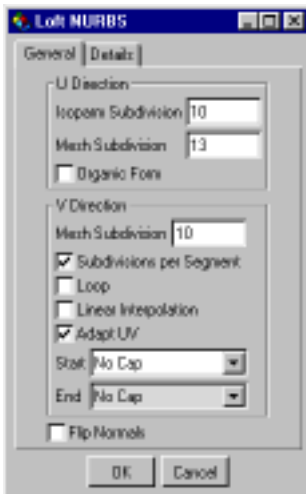 Loft NURBS
General Details
U Direction
Isoparm Subdivision 10
Mesh Subdivision 13
Organic Form
V Direction
Mesh Subdivision 10
Subdivisions per Segment
Loop
Linear Interpolation
Adapt UV
Start No Cap
End No Cap
Flip Normals
OK Cancel